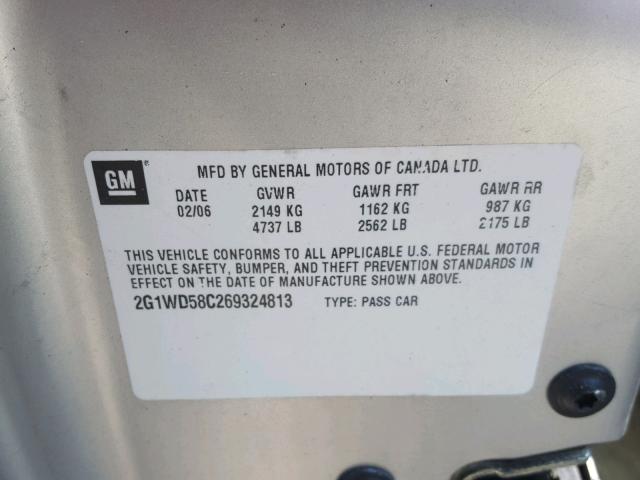 GM
MFD BY GENERAL MOTORS OF CANADA LTD.
DATE GVWR GAWR FRT GAWR RR
02/06 2149 KG 1162 KG 987 KG
4737 LB 2562 LB 2175 LB
THIS VEHICLE CONFORMS TO ALL APPLICABLE U.S. FEDERAL MOTOR
VEHICLE SAFETY, BUMPER, AND THEFT PREVENTION STANDARDS IN
EFFECT ON THE DATE OF MANUFACTURE SHOWN ABOVE.
2G1WD58C269324813 TYPE: PASS CAR